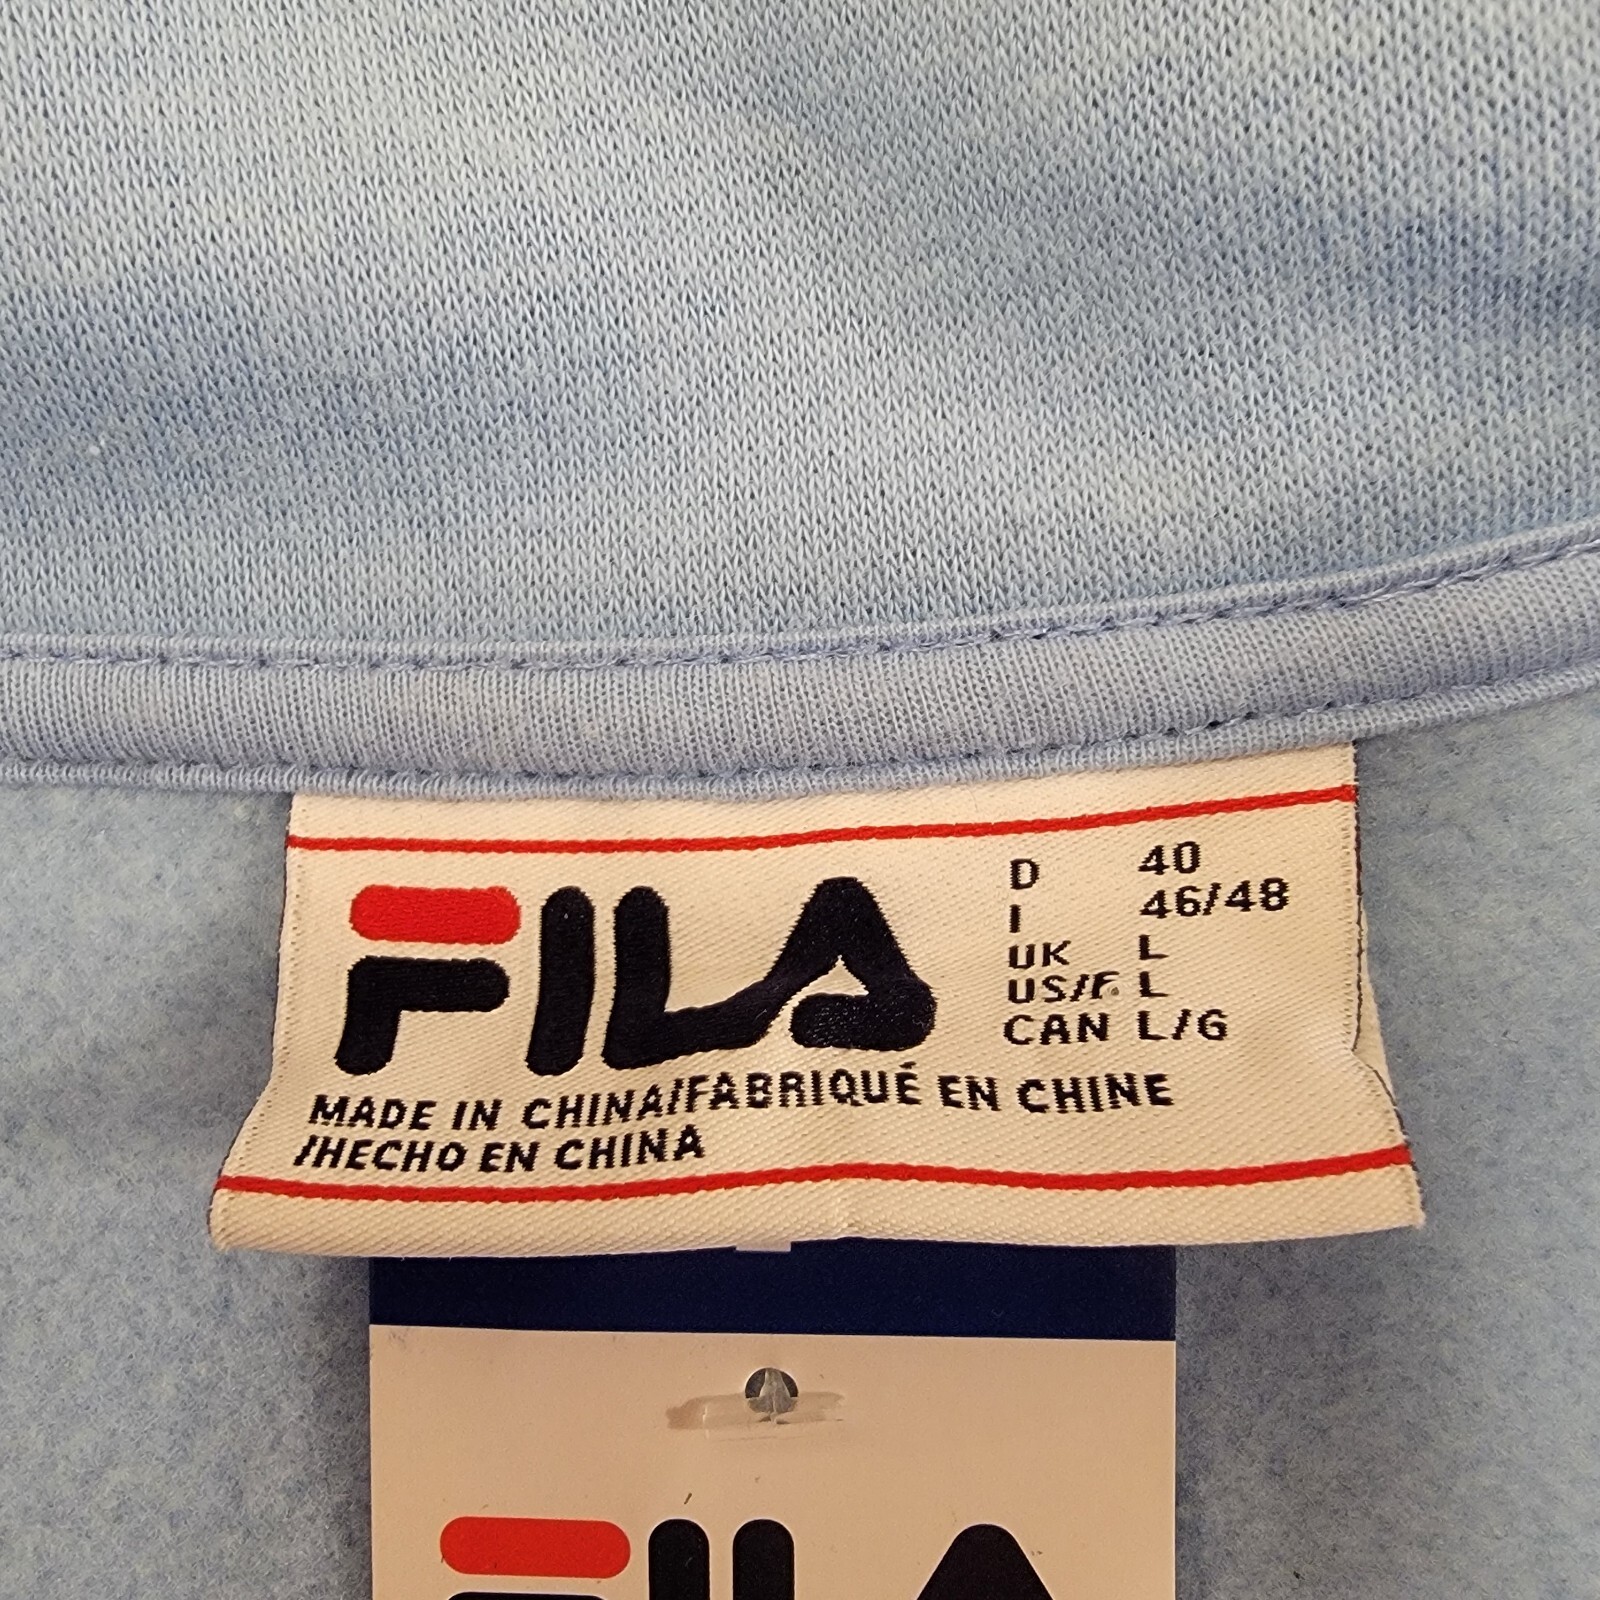 FILA
D 40
I 46/48
UK L
US/F. L
CAN L/G
MADE IN CHINA/FABRIQUÉ EN CHINE
/HECHO EN CHINA
FILA